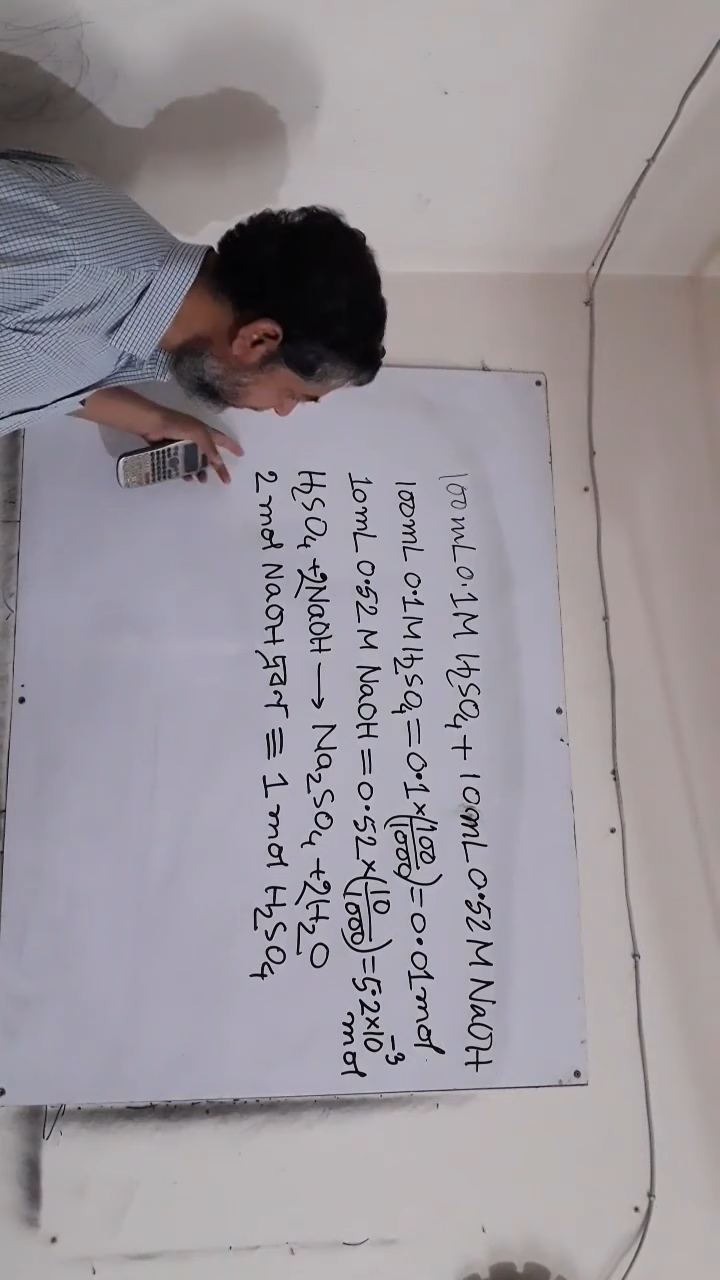 100mL 0.1M H₂SO₄ + 10mL 0.52 M NaOH
100mL 0.1M H₂SO₄ = 0.1×(100/1000) = 0.01 mol
10mL 0.52 M NaOH = 0.52×(10/1000) = 5.2×10⁻³ mol
H₂SO₄ + 2NaOH → Na₂SO₄ + 2H₂O
2 mol NaOH দ্রবণ ≡ 1 mol H₂SO₄